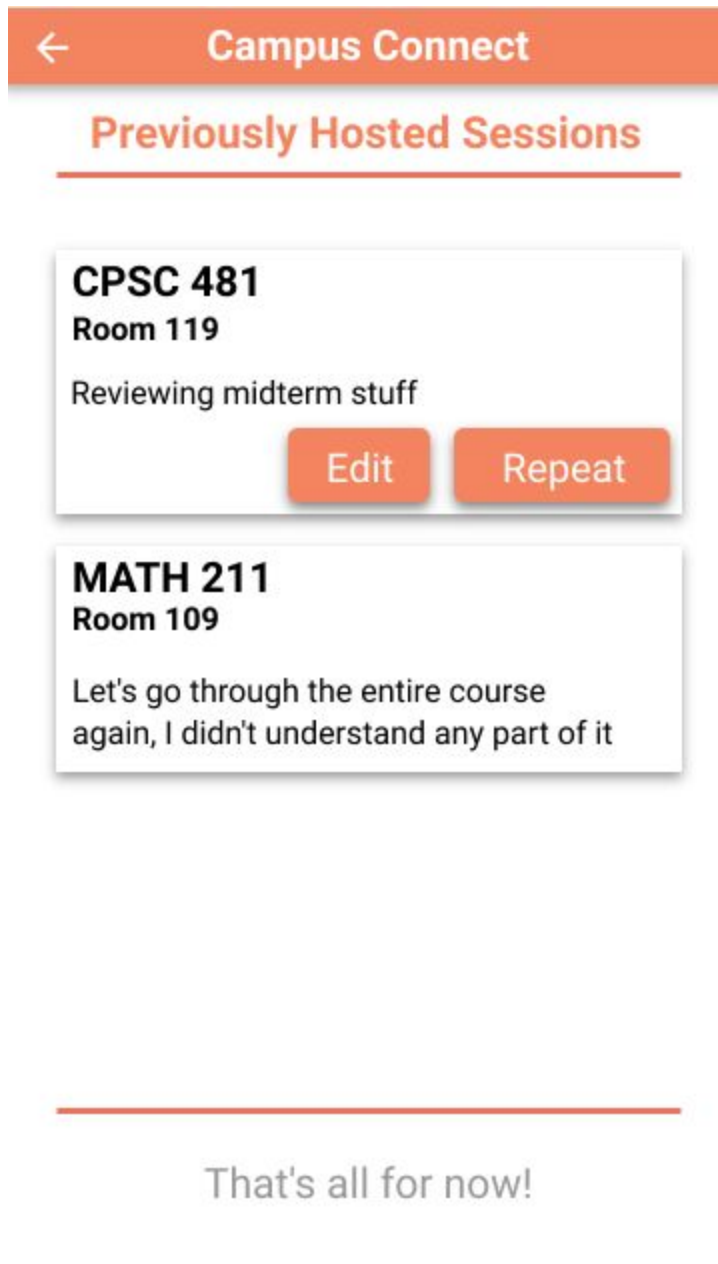 Campus Connect
Previously Hosted Sessions
CPSC 481
Room 119
Reviewing midterm stuff
Edit Repeat
MATH 211
Room 109
Let's go through the entire course
again, I didn't understand any part of it
That's all for now!